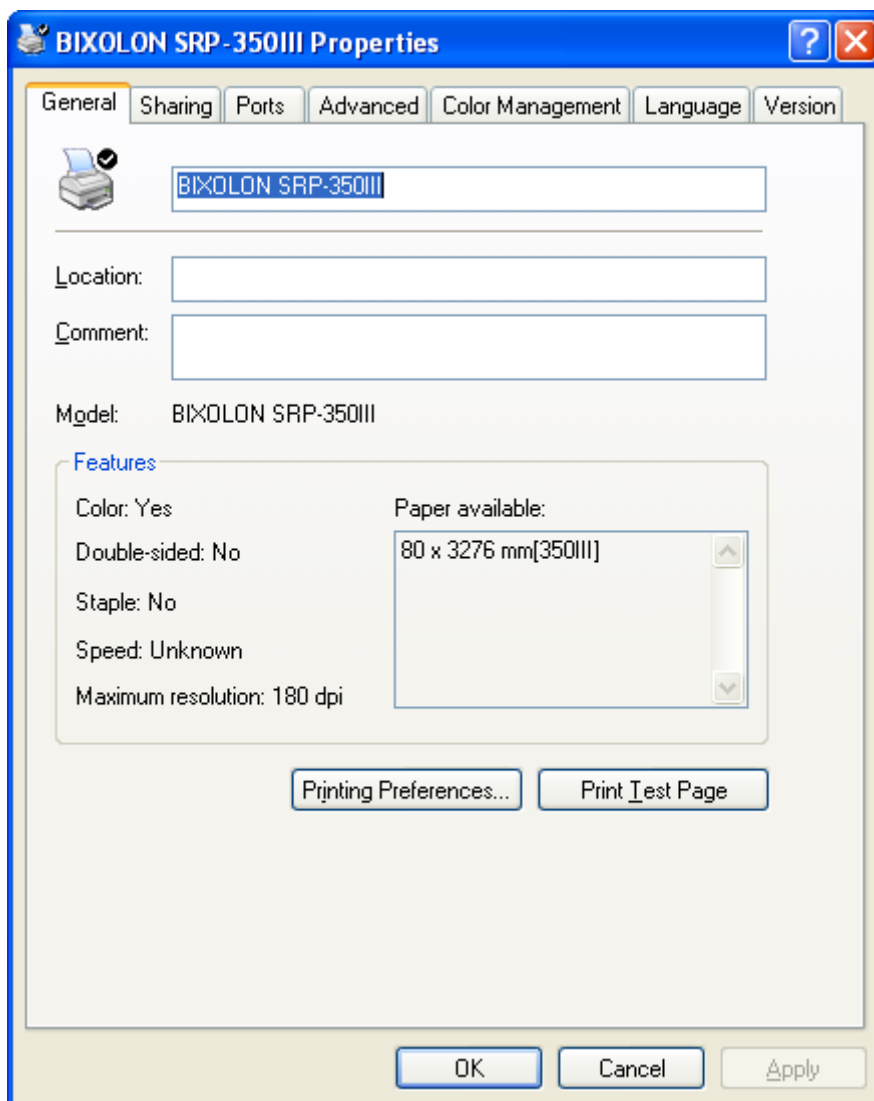 BIXOLON SRP-350III Properties
General Sharing Ports Advanced Color Management Language Version
BIXOLON SRP-350III
Location:
Comment:
Model: BIXOLON SRP-350III
Features
Color: Yes
Double-sided: No
Staple: No
Speed: Unknown
Maximum resolution: 180 dpi
Paper available:
80 x 3276 mm[350III]
Printing Preferences...
Print Test Page
OK
Cancel
Apply